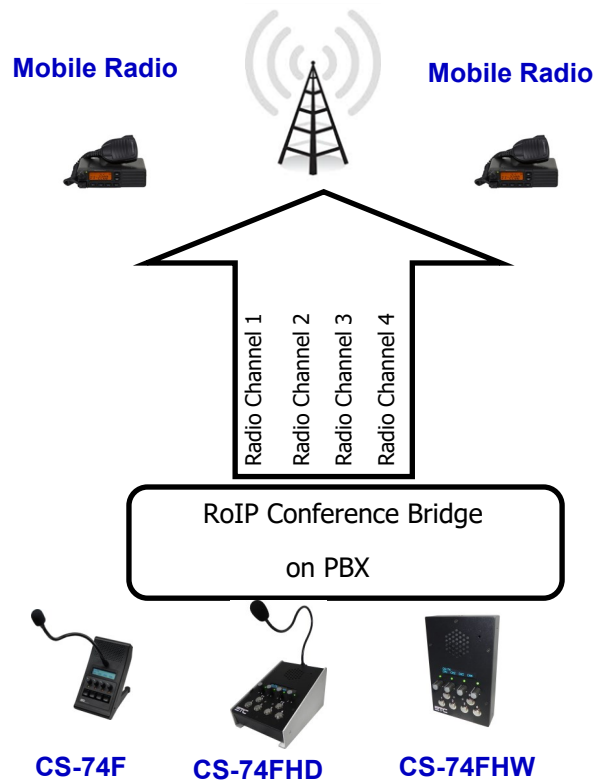 Mobile Radio
Mobile Radio
Radio Channel 1
Radio Channel 2
Radio Channel 3
Radio Channel 4
RoIP Conference Bridge
on PBX
CS-74F
CS-74FHD
CS-74FHW